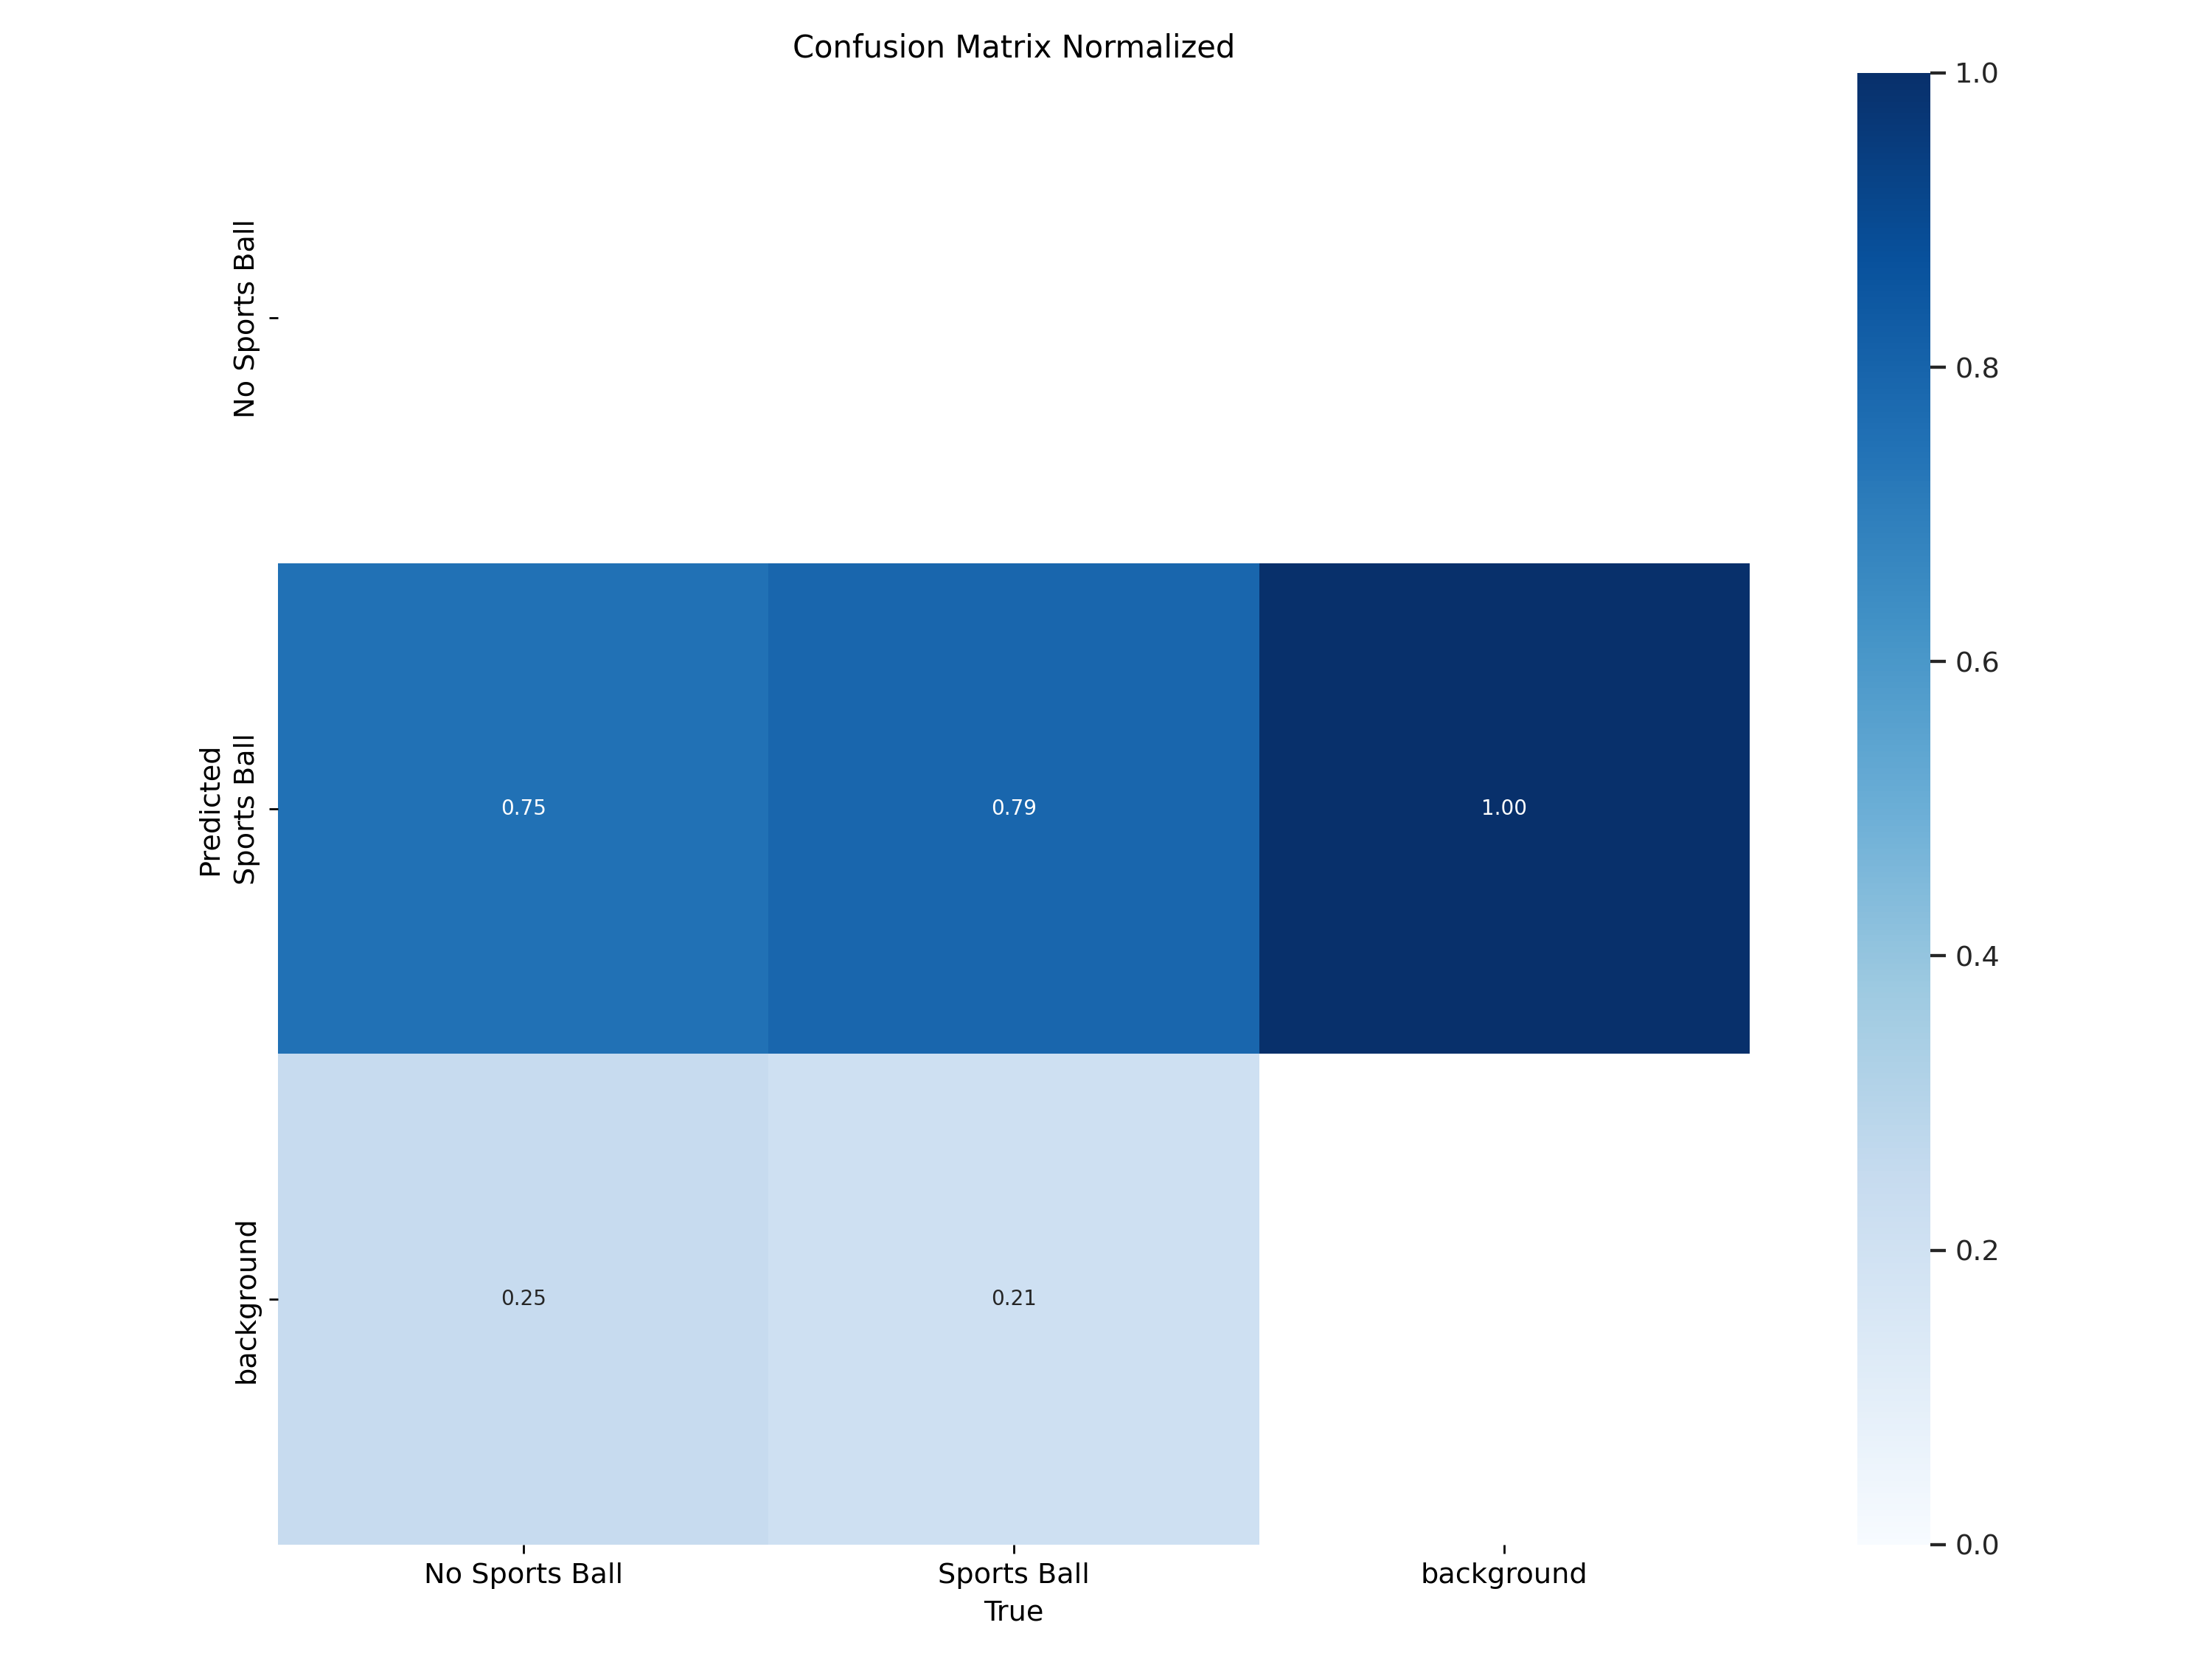 Confusion Matrix Normalized
No Sports Ball
Sports Ball
background
Predicted
0.75
0.79
1.00
0.25
0.21
No Sports Ball
Sports Ball
background
True
1.0
0.8
0.6
0.4
0.2
0.0